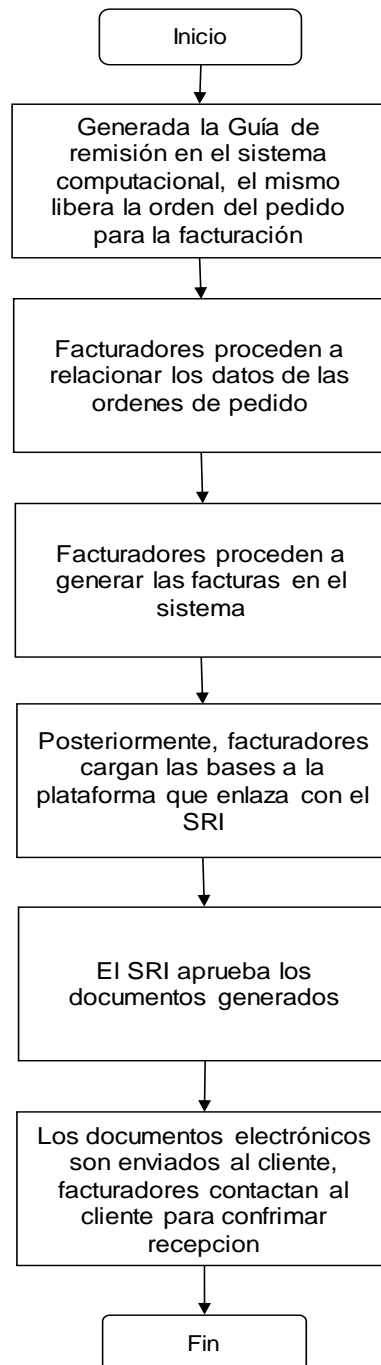 Inicio
Generada la Guía de
remisión en el sistema
computacional, el mismo
libera la orden del pedido
para la facturación
Facturadores proceden a
relacionar los datos de las
ordenes de pedido
Facturadores proceden a
generar las facturas en el
sistema
Posteriormente, facturadores
cargan las bases a la
plataforma que enlaza con el
SRI
El SRI aprueba los
documentos generados
Los documentos electrónicos
son enviados al cliente,
facturadores contactan al
cliente para confrimar
recepcion
Fin